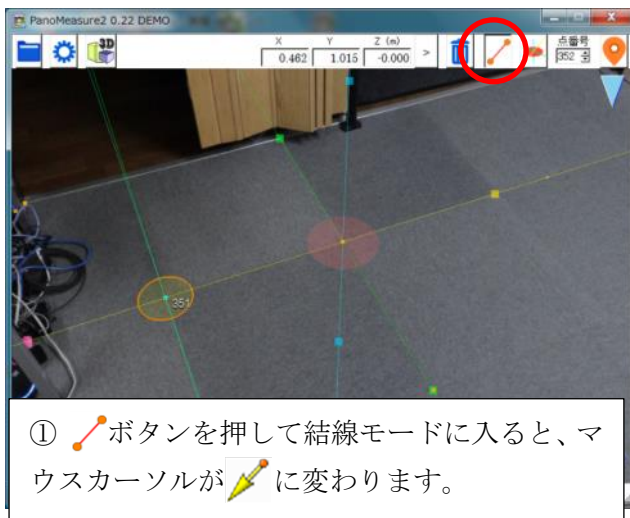 PanoMeasure2 0.22 DEMO
3D
X Y Z (m)
0.462 1.015 -0.000 >
点番号
352
351
① ボタンを押して結線モードに入ると、マ
ウスカーソルが に変わります。